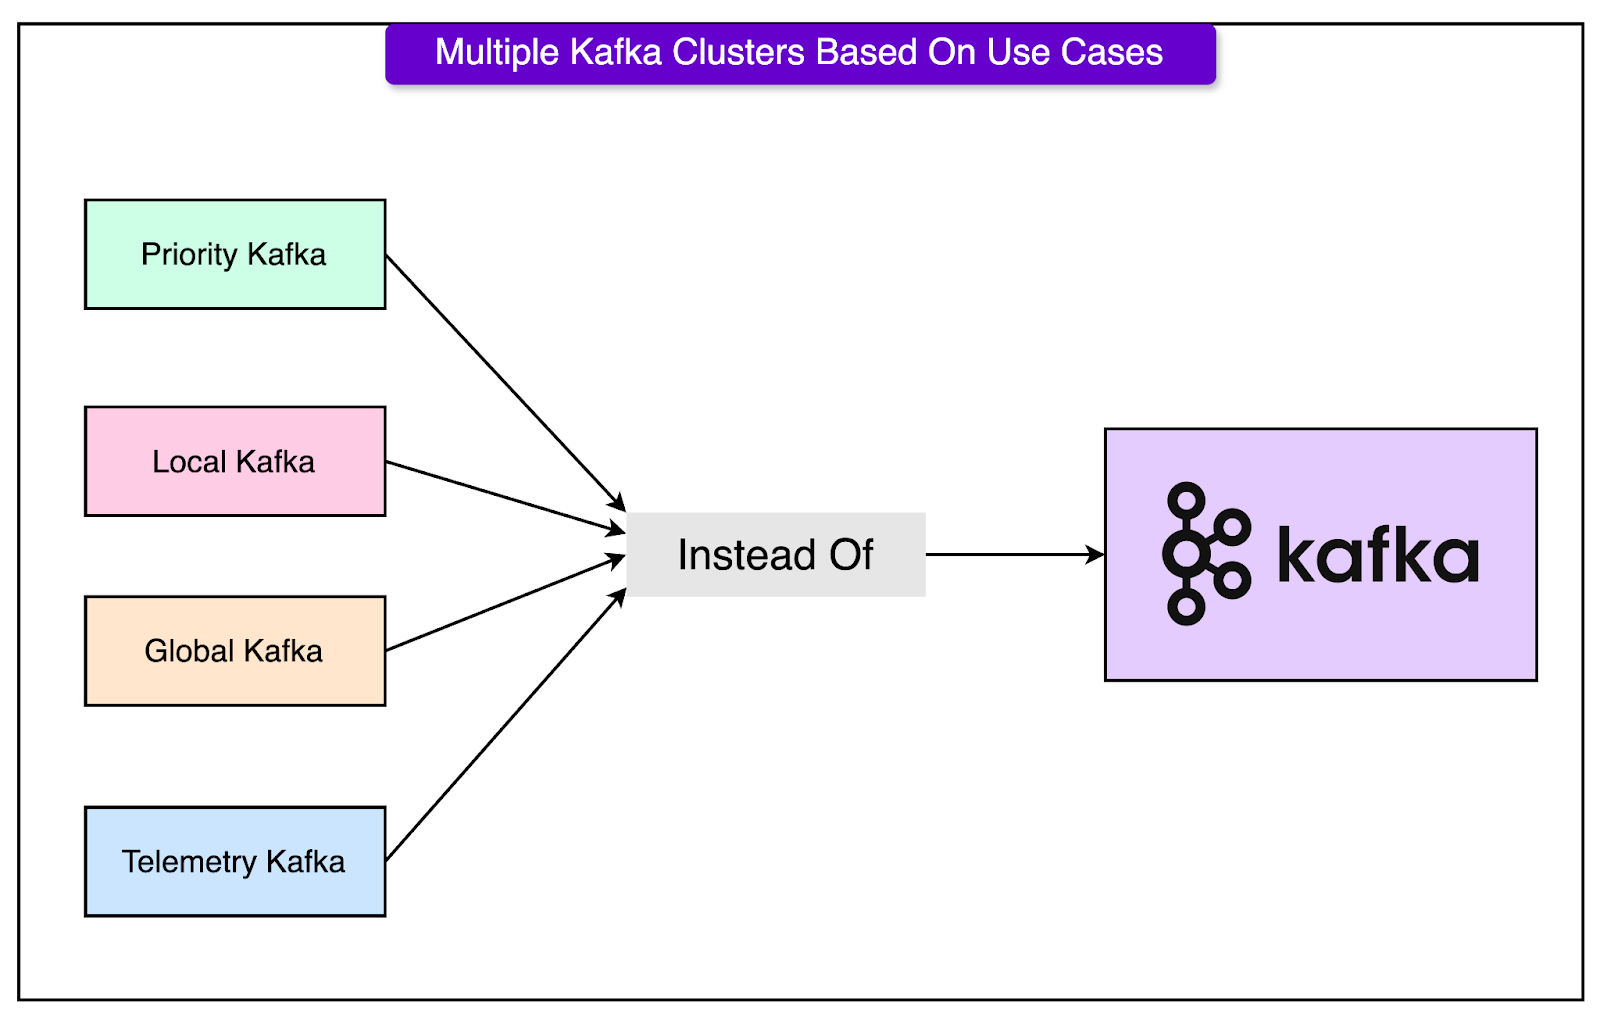 Multiple Kafka Clusters Based On Use Cases
Priority Kafka
Local Kafka
Global Kafka
Telemetry Kafka
Instead Of
kafka